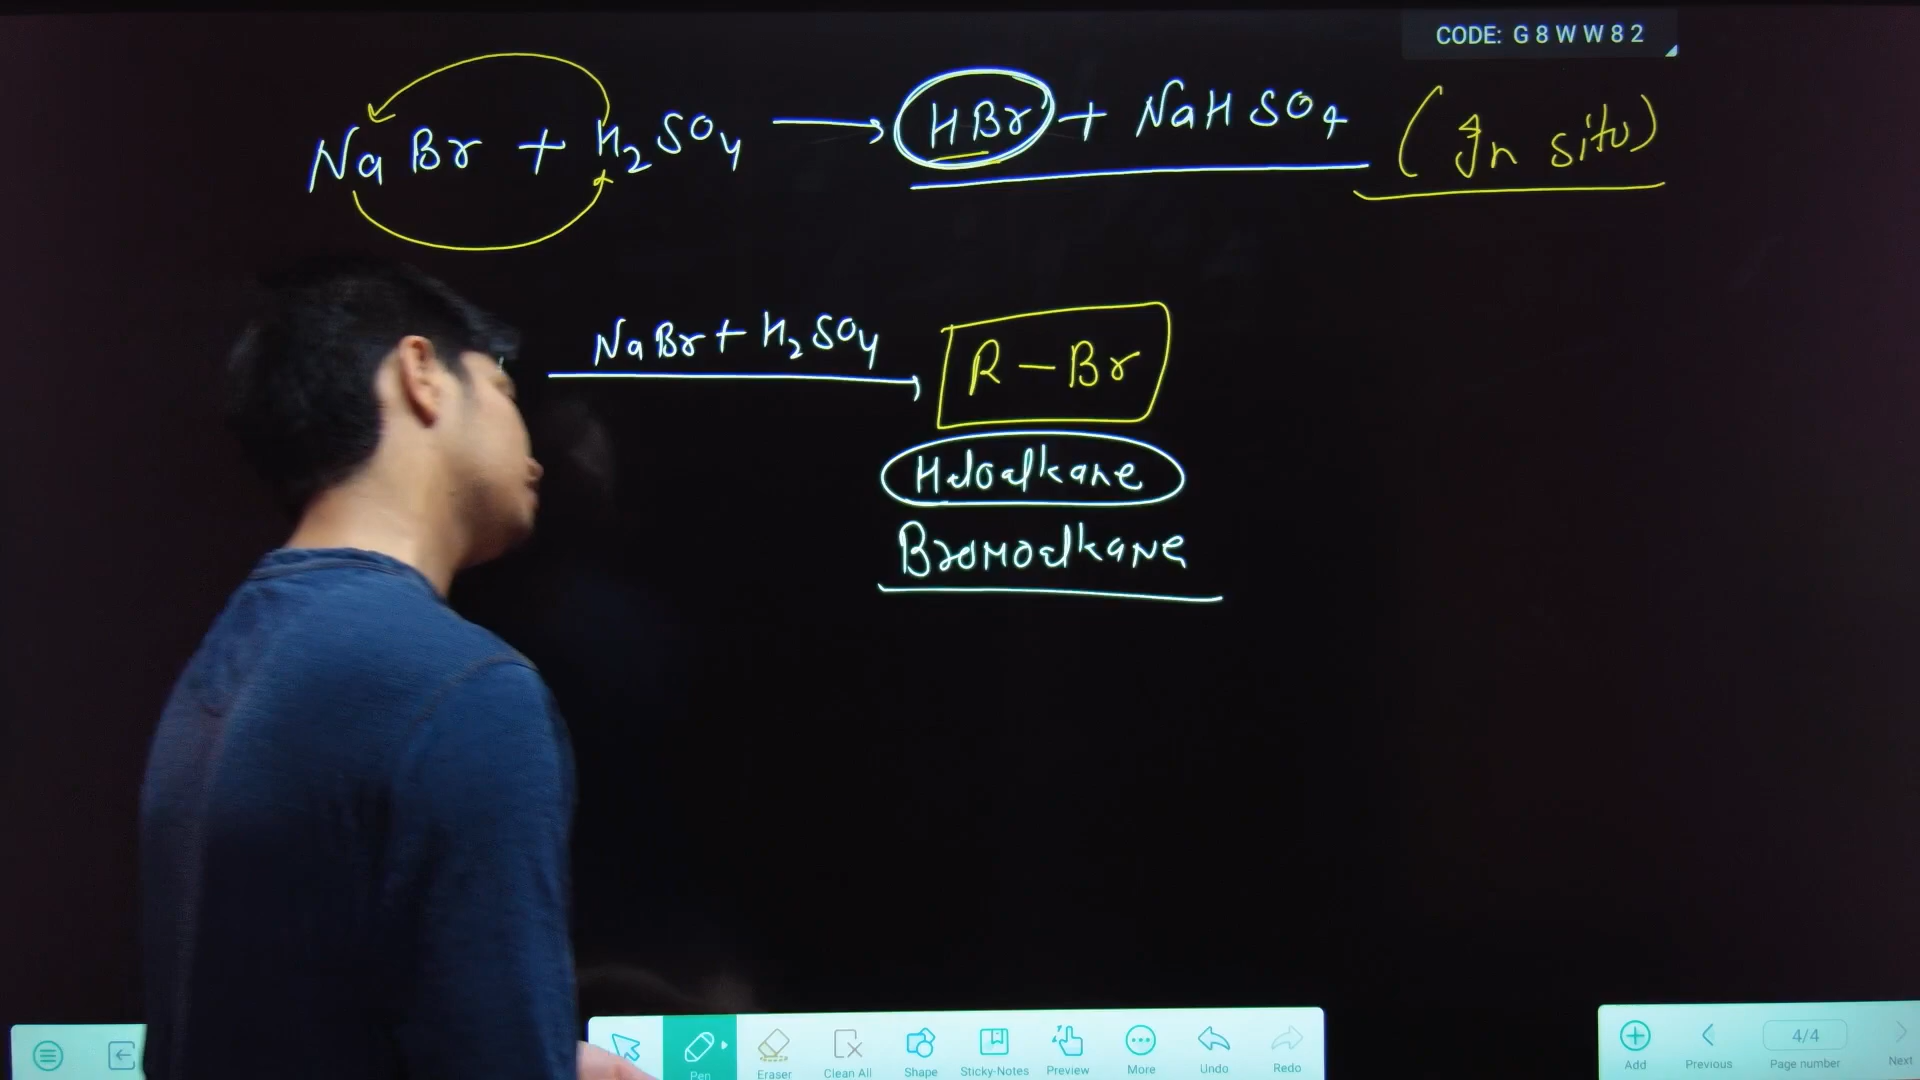 CODE: G8WW82
NaBr + H2SO4 → HBr + NaHSO4 (In situ)
NaBr + H2SO4 → R - Br
Haloalkane
Bromoalkane
Pen Eraser Clean All Shape Sticky-Notes Preview More Undo Redo
Add Previous 4/4 Page number Next